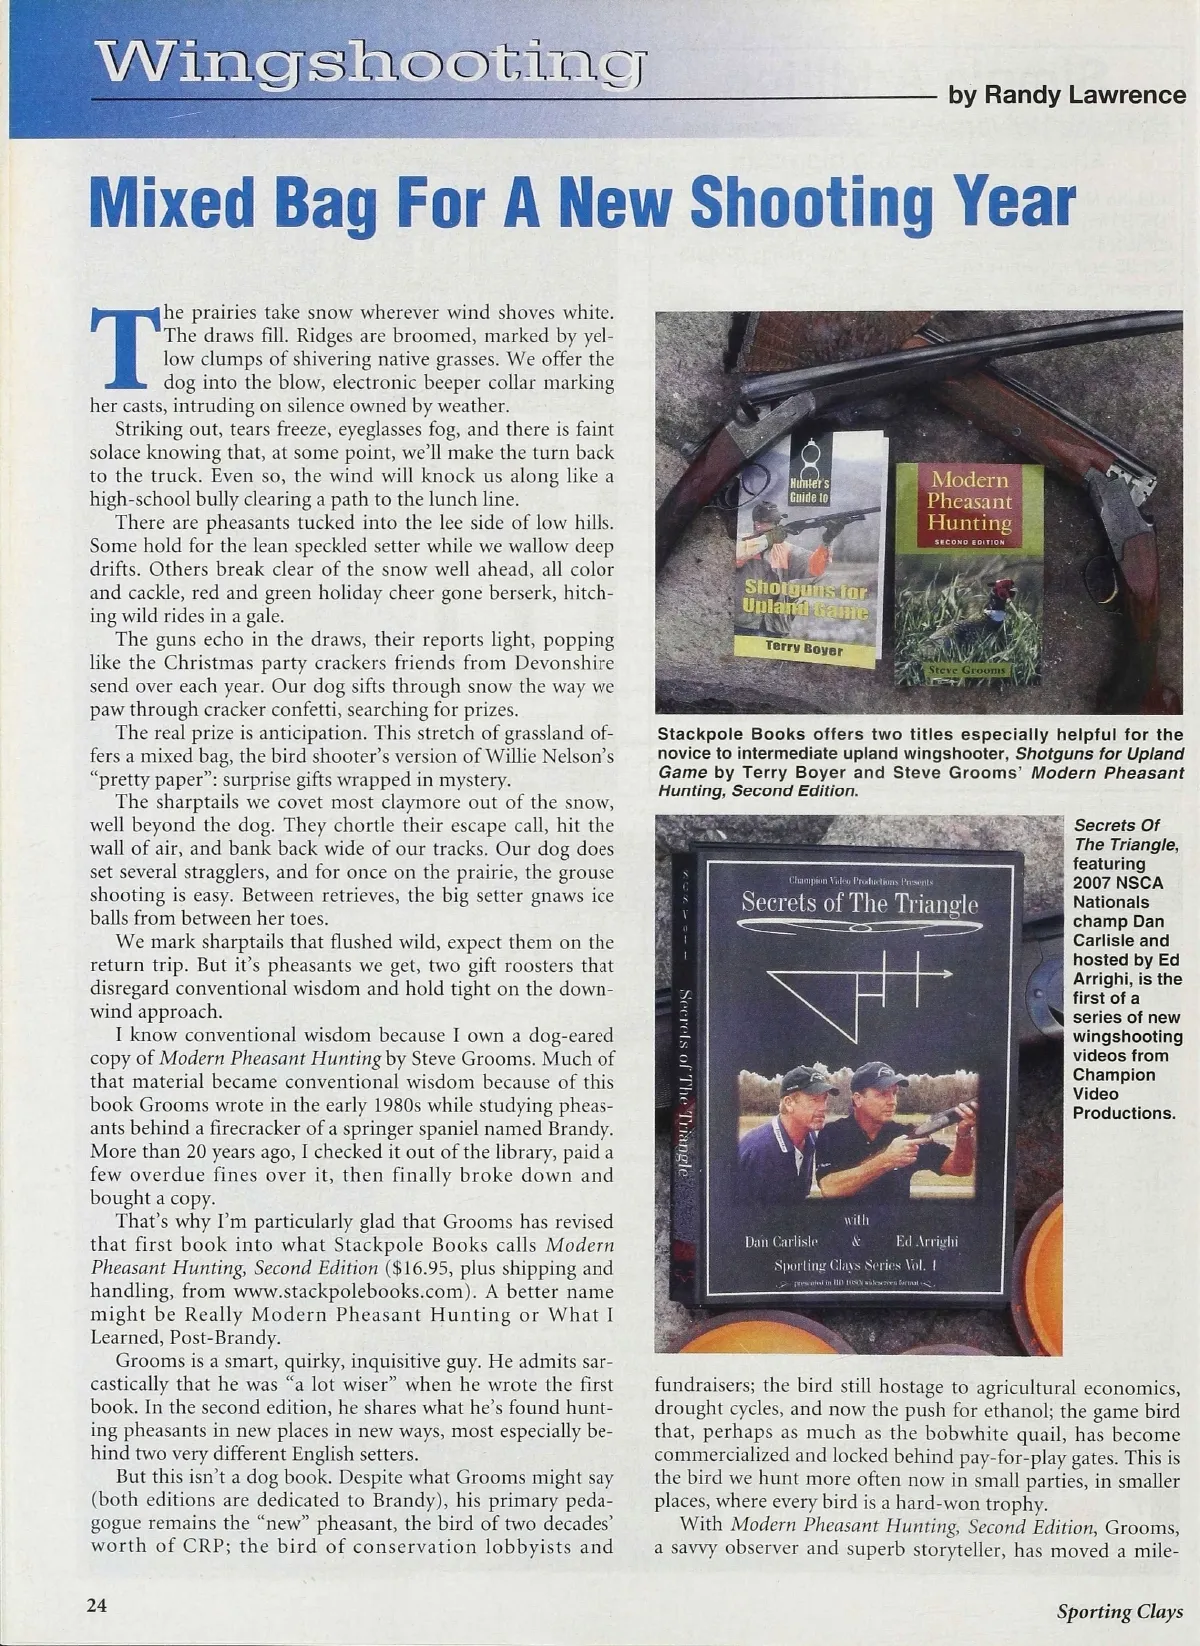 Wingshooting
by Randy Lawrence
Mixed Bag For A New Shooting Year
The prairies take snow wherever wind shoves white.
The draws fill. Ridges are broomed, marked by yel-
low clumps of shivering native grasses. We offer the
dog into the blow, electronic beeper collar marking
her casts, intruding on silence owned by weather.
Striking out, tears freeze, eyeglasses fog, and there is faint
solace knowing that, at some point, we'll make the turn back
to the truck. Even so, the wind will knock us along like a
high-school bully clearing a path to the lunch line.
There are pheasants tucked into the lee side of low hills.
Some hold for the lean speckled setter while we wallow deep
drifts. Others break clear of the snow well ahead, all color
and cackle, red and green holiday cheer gone berserk, hitch-
ing wild rides in a gale.
The guns echo in the draws, their reports light, popping
like the Christmas party crackers friends from Devonshire
send over each year. Our dog sifts through snow the way we
paw through cracker confetti, searching for prizes.
The real prize is anticipation. This stretch of grassland of-
fers a mixed bag, the bird shooter's version of Willie Nelson's
"pretty paper": surprise gifts wrapped in mystery.
The sharptails we covet most claymore out of the snow,
well beyond the dog. They chortle their escape call, hit the
wall of air, and bank back wide of our tracks. Our dog does
set several stragglers, and for once on the prairie, the grouse
shooting is easy. Between retrieves, the big setter gnaws ice
balls from between her toes.
We mark sharptails that flushed wild, expect them on the
return trip. But it's pheasants we get, two gift roosters that
disregard conventional wisdom and hold tight on the down-
wind approach.
I know conventional wisdom because I own a dog-eared
copy of Modern Pheasant Hunting by Steve Grooms. Much of
that material became conventional wisdom because of this
book Grooms wrote in the early 1980s while studying pheas-
ants behind a firecracker of a springer spaniel named Brandy.
More than 20 years ago, I checked it out of the library, paid a
few overdue fines over it, then finally broke down and
bought a copy.
That's why I'm particularly glad that Grooms has revised
that first book into what Stackpole Books calls Modern
Pheasant Hunting, Second Edition ($16.95, plus shipping and
handling, from www.stackpolebooks.com). A better name
might be Really Modern Pheasant Hunting or What I
Learned, Post-Brandy.
Grooms is a smart, quirky, inquisitive guy. He admits sar-
castically that he was "a lot wiser" when he wrote the first
book. In the second edition, he shares what he's found hunt-
ing pheasants in new places in new ways, most especially be-
hind two very different English setters.
But this isn't a dog book. Despite what Grooms might say
(both editions are dedicated to Brandy), his primary peda-
gogue remains the "new" pheasant, the bird of two decades'
worth of CRP; the bird of conservation lobbyists and
Hunter's
Guide to
Shotguns for
Upland Game
Terry Boyer
Modern
Pheasant
Hunting
SECOND EDITION
Steve Grooms
Stackpole Books offers two titles especially helpful for the
novice to intermediate upland wingshooter, Shotguns for Upland
Game by Terry Boyer and Steve Grooms' Modern Pheasant
Hunting, Second Edition.
Secrets of The Triangle
Champion Video Productions Presents
Secrets of The Triangle
with
Dan Carlisle & Ed Arrighi
Sporting Clays Series Vol. 1
Secrets Of
The Triangle,
featuring
2007 NSCA
Nationals
champ Dan
Carlisle and
hosted by Ed
Arrighi, is the
first of a
series of new
wingshooting
videos from
Champion
Video
Productions.
fundraisers; the bird still hostage to agricultural economics,
drought cycles, and now the push for ethanol; the game bird
that, perhaps as much as the bobwhite quail, has become
commercialized and locked behind pay-for-play gates. This is
the bird we hunt more often now in small parties, in smaller
places, where every bird is a hard-won trophy.
With Modern Pheasant Hunting, Second Edition, Grooms,
a savvy observer and superb storyteller, has moved a mile-
24
Sporting Clays